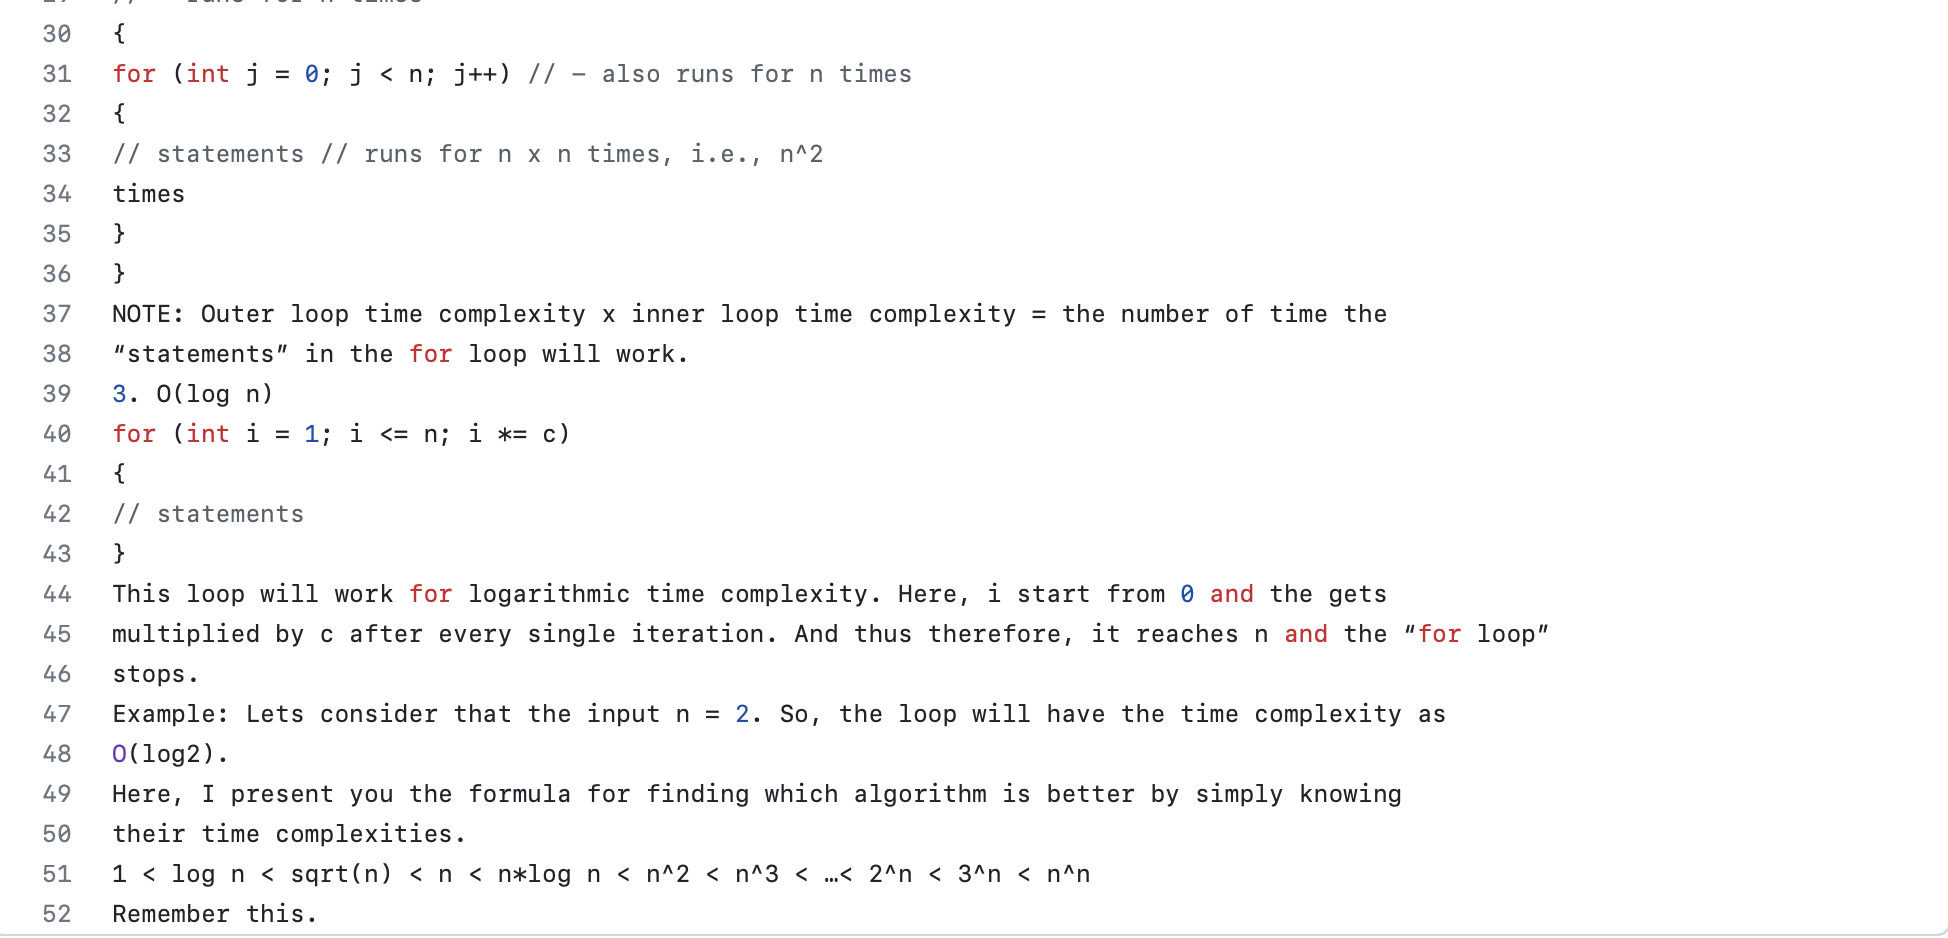 29 // - runs for n times
30 {
31 for (int j = 0; j < n; j++) // – also runs for n times
32 {
33 // statements // runs for n x n times, i.e., n^2
34 times
35 }
36 }
37 NOTE: Outer loop time complexity x inner loop time complexity = the number of time the
38 “statements” in the for loop will work.
39 3. O(log n)
40 for (int i = 1; i <= n; i *= c)
41 {
42 // statements
43 }
44 This loop will work for logarithmic time complexity. Here, i start from 0 and the gets
45 multiplied by c after every single iteration. And thus therefore, it reaches n and the “for loop”
46 stops.
47 Example: Lets consider that the input n = 2. So, the loop will have the time complexity as
48 O(log2).
49 Here, I present you the formula for finding which algorithm is better by simply knowing
50 their time complexities.
51 1 < log n < sqrt(n) < n < n*log n < n^2 < n^3 < …< 2^n < 3^n < n^n
52 Remember this.